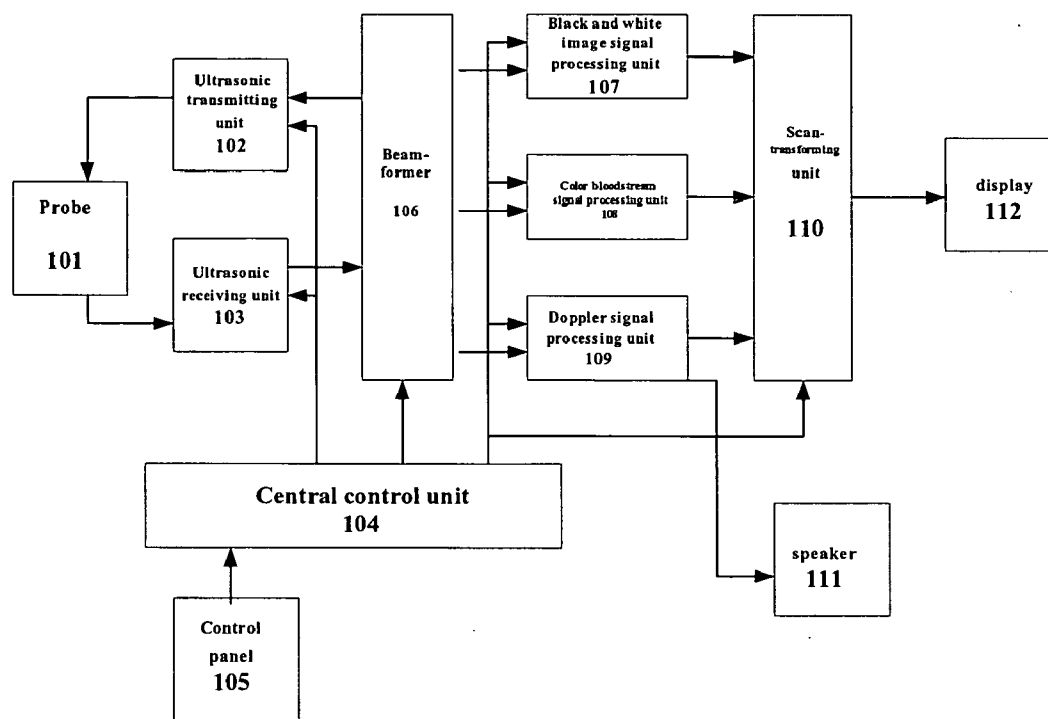 Black and white
image signal
processing unit
107
Ultrasonic
transmitting
unit
102
Beam-
former
106
Scan-
transforming
unit
110
Color bloodstream
signal processing unit
108
display
112
Probe
101
Ultrasonic
receiving unit
103
Doppler signal
processing unit
109
Central control unit
104
speaker
111
Control
panel
105